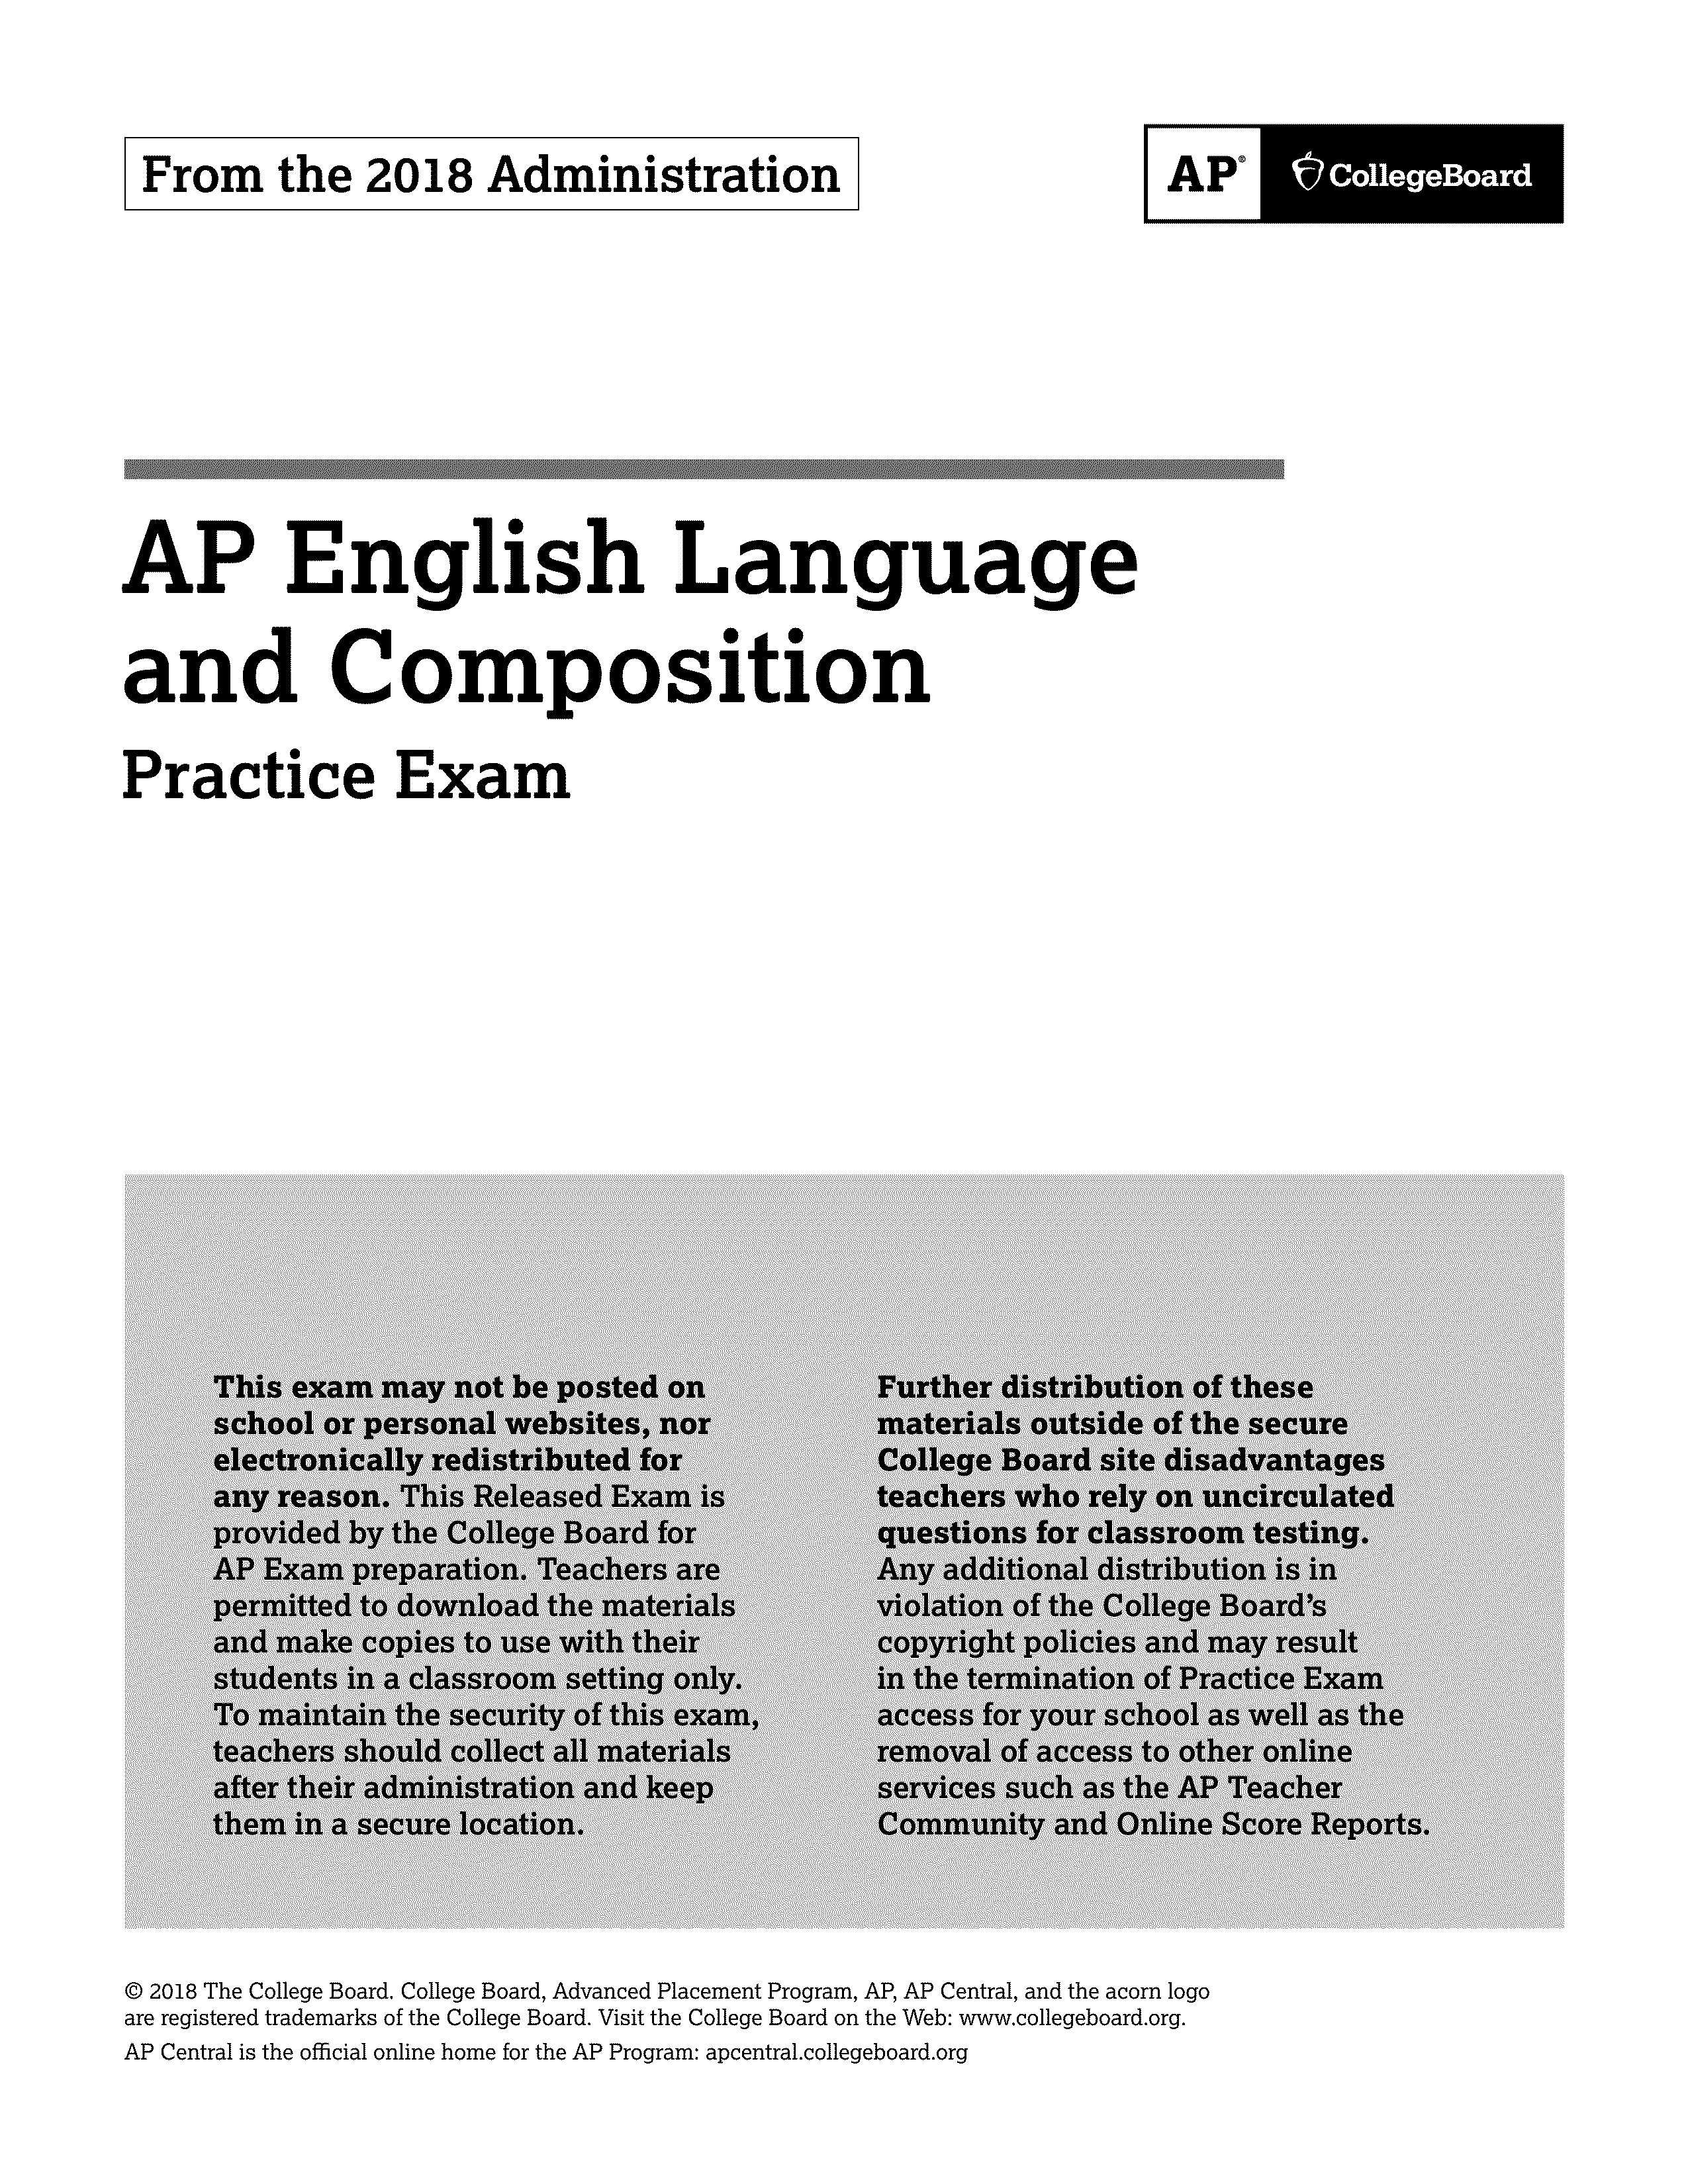 From the 2018 Administration
AP® CollegeBoard
AP English Language
and Composition
Practice Exam
This exam may not be posted on
school or personal websites, nor
electronically redistributed for
any reason. This Released Exam is
provided by the College Board for
AP Exam preparation. Teachers are
permitted to download the materials
and make copies to use with their
students in a classroom setting only.
To maintain the security of this exam,
teachers should collect all materials
after their administration and keep
them in a secure location.
Further distribution of these
materials outside of the secure
College Board site disadvantages
teachers who rely on uncirculated
questions for classroom testing.
Any additional distribution is in
violation of the College Board's
copyright policies and may result
in the termination of Practice Exam
access for your school as well as the
removal of access to other online
services such as the AP Teacher
Community and Online Score Reports.
© 2018 The College Board. College Board, Advanced Placement Program, AP, AP Central, and the acorn logo
are registered trademarks of the College Board. Visit the College Board on the Web: www.collegeboard.org.
AP Central is the official online home for the AP Program: apcentral.collegeboard.org